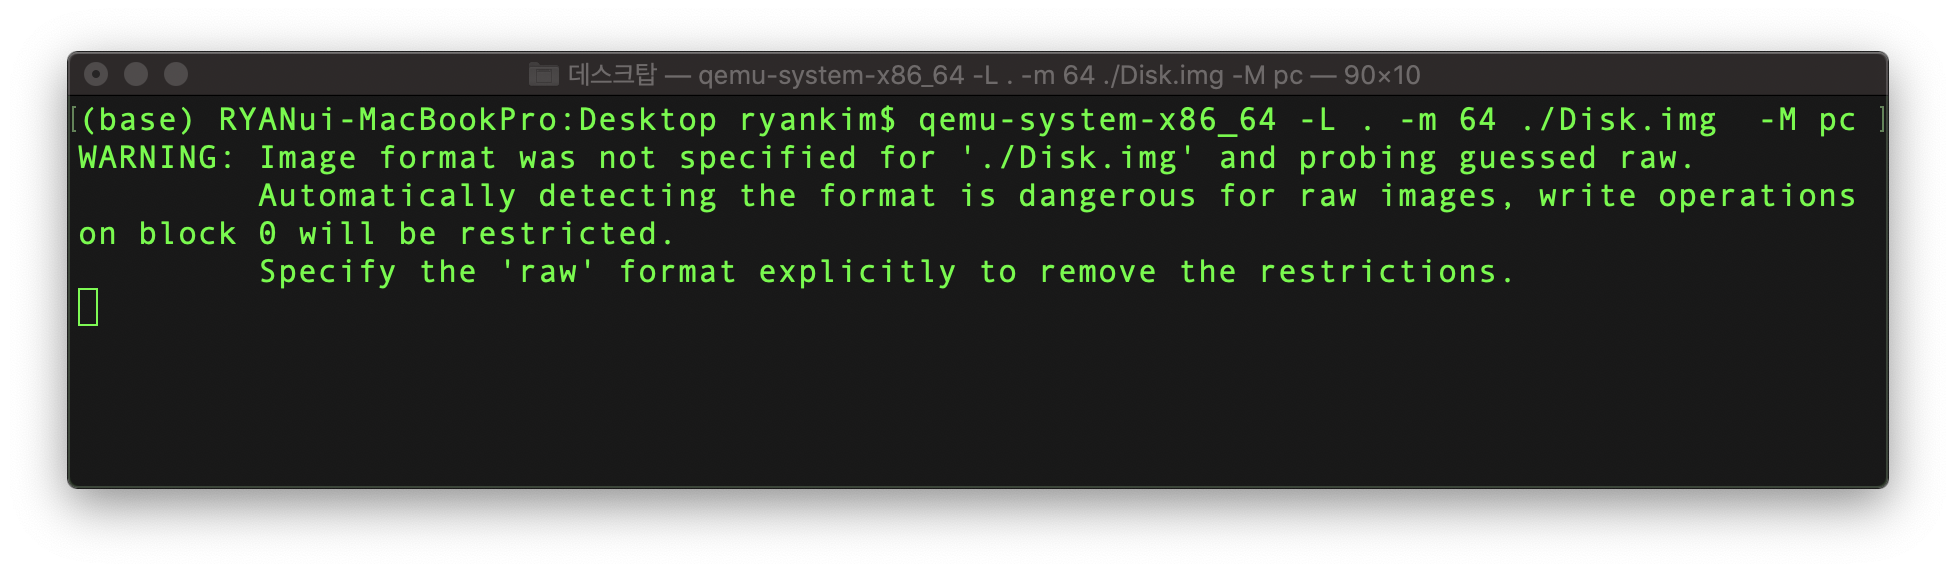 데스크탑 — qemu-system-x86_64 -L . -m 64 ./Disk.img -M pc — 90×10
[(base) RYANui-MacBookPro:Desktop ryankim$ qemu-system-x86_64 -L . -m 64 ./Disk.img  -M pc ]
WARNING: Image format was not specified for './Disk.img' and probing guessed raw.
         Automatically detecting the format is dangerous for raw images, write operations
on block 0 will be restricted.
         Specify the 'raw' format explicitly to remove the restrictions.